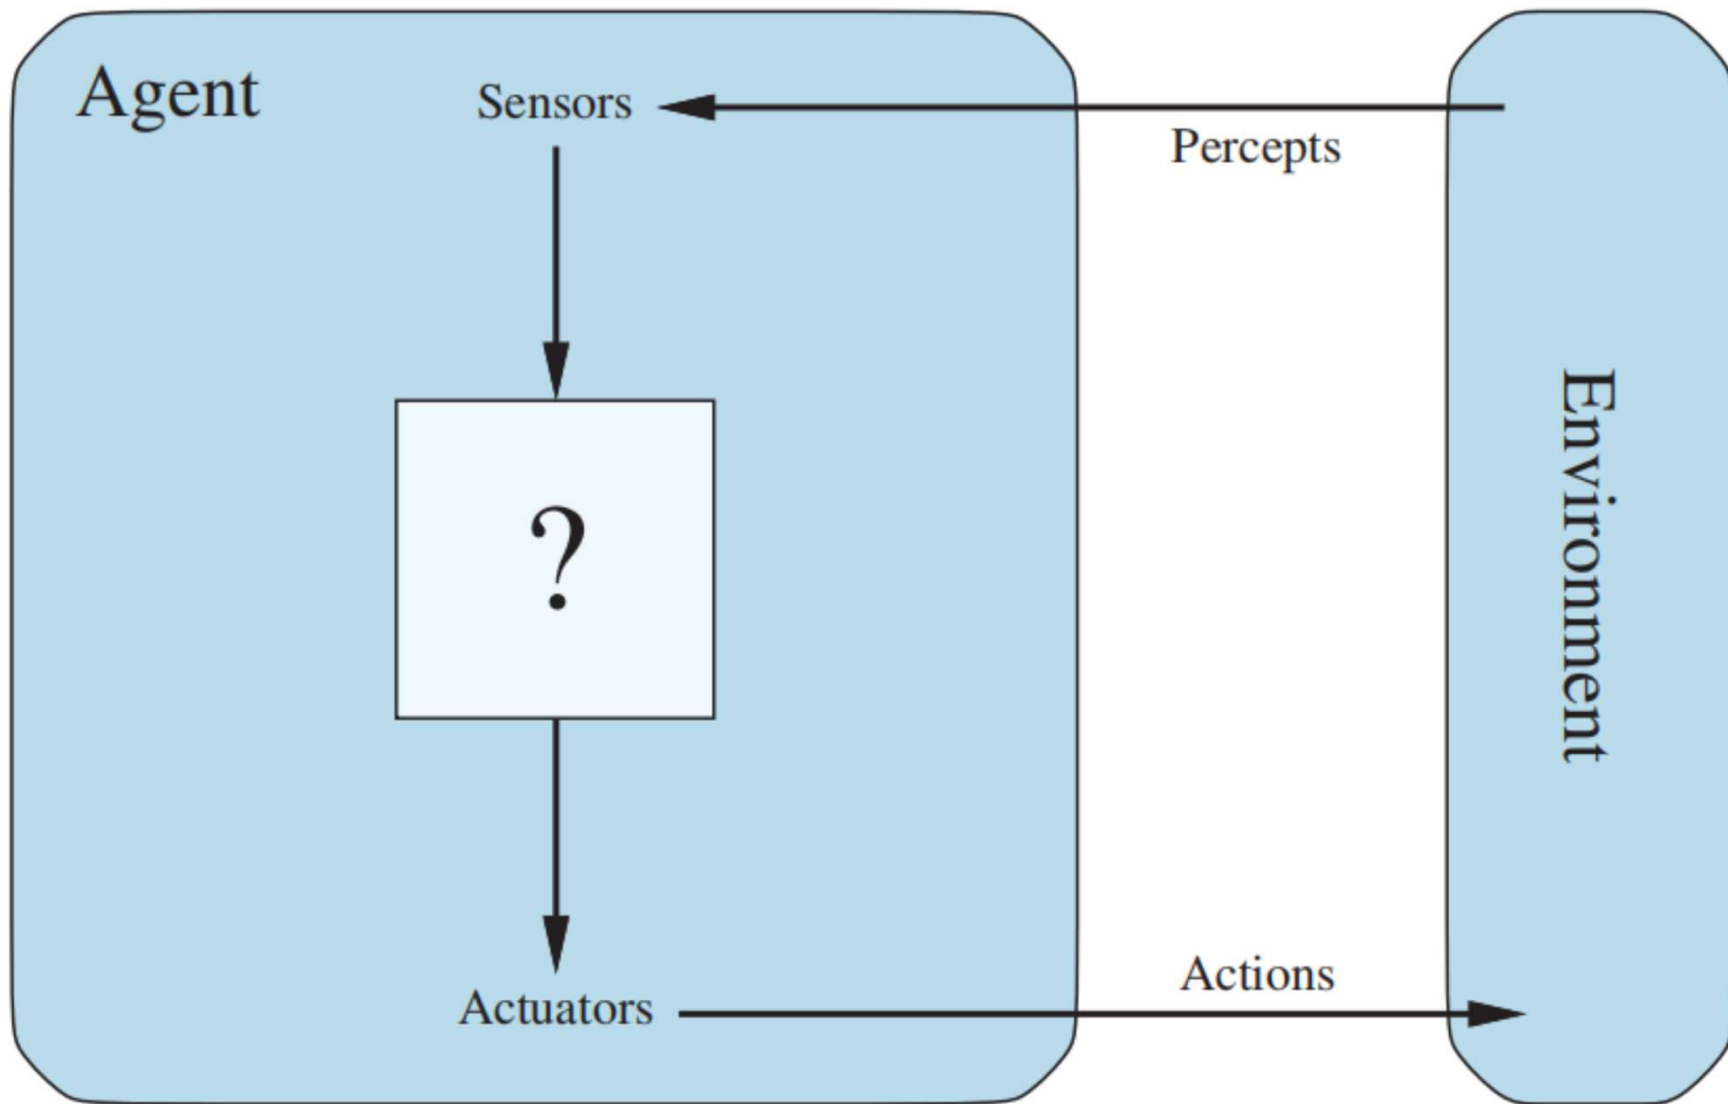 Agent
Sensors
Percepts
?
Environment
Actions
Actuators